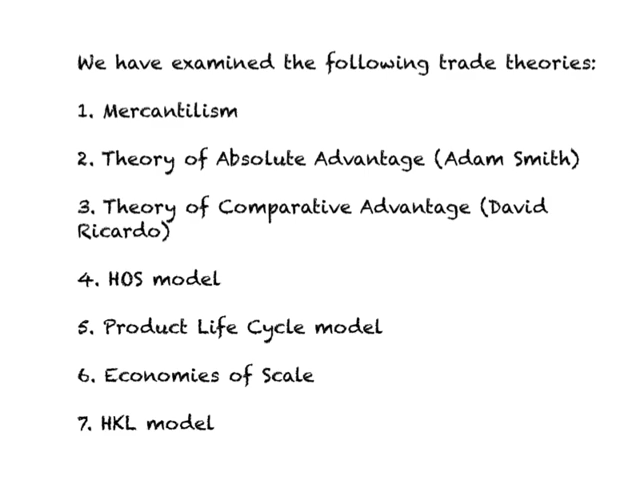 We have examined the following trade theories:
1. Mercantilism
2. Theory of Absolute Advantage (Adam Smith)
3. Theory of Comparative Advantage (David
Ricardo)
4. HOS model
5. Product Life Cycle model
6. Economies of Scale
7. HKL model